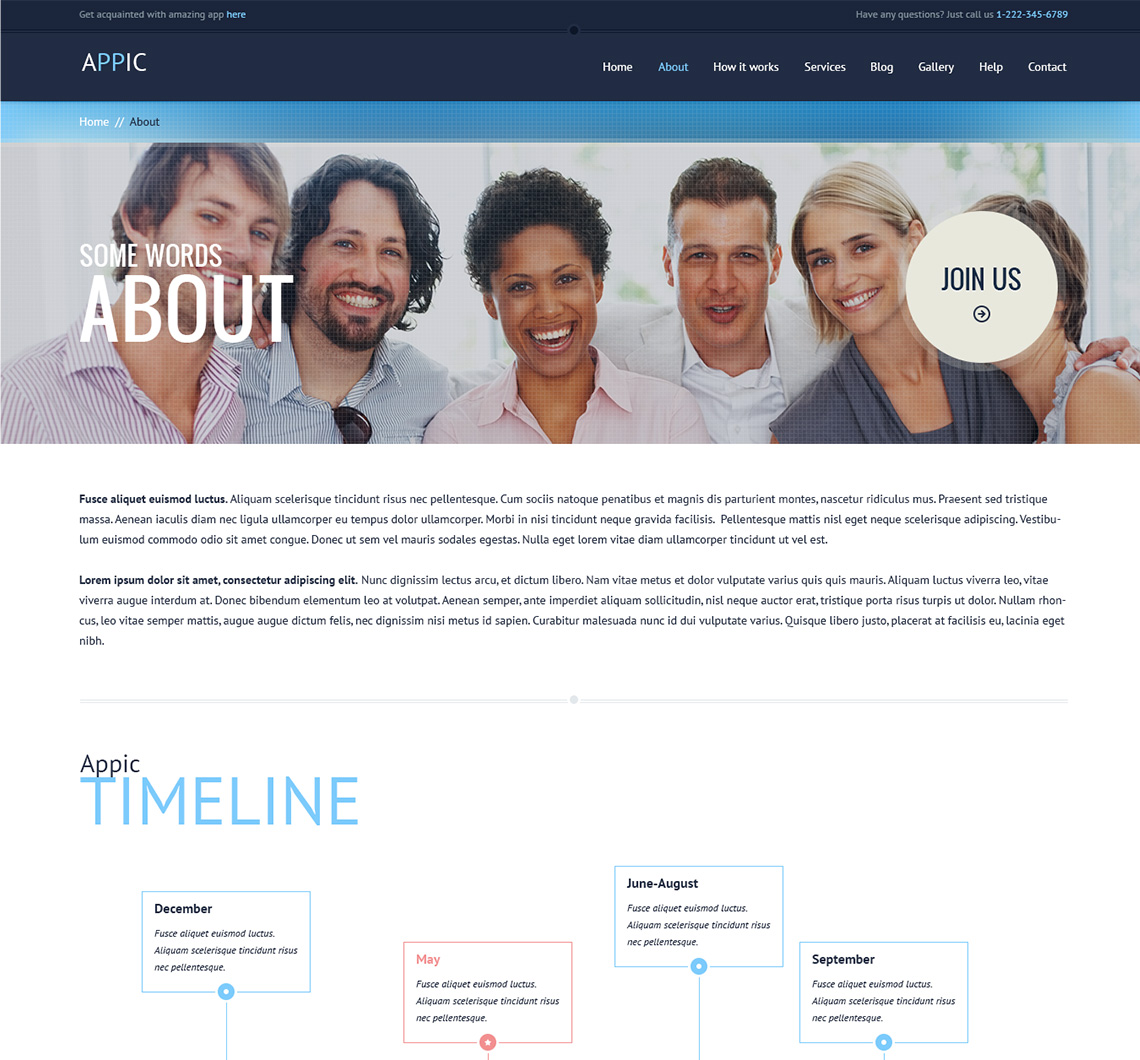 Get acquainted with amazing app here
Have any questions? Just call us 1-222-345-6789
APPIC
Home About How it works Services Blog Gallery Help Contact
Home // About
SOME WORDS
ABOUT
JOIN US
Fusce aliquet euismod luctus. Aliquam scelerisque tincidunt risus nec pellentesque. Cum sociis natoque penatibus et magnis dis parturient montes, nascetur ridiculus mus. Praesent sed tristique
massa. Aenean iaculis diam nec ligula ullamcorper eu tempus dolor ullamcorper. Morbi in nisi tincidunt neque gravida facilisis. Pellentesque mattis nisl eget neque scelerisque adipiscing. Vestibu-
lum euismod commodo odio sit amet congue. Donec ut sem vel mauris sodales egestas. Nulla eget lorem vitae diam ullamcorper tincidunt ut vel est.
Lorem ipsum dolor sit amet, consectetur adipiscing elit. Nunc dignissim lectus arcu, et dictum libero. Nam vitae metus et dolor vulputate varius quis quis mauris. Aliquam luctus viverra leo, vitae
viverra augue interdum at. Donec bibendum elementum leo at volutpat. Aenean semper, ante imperdiet aliquam sollicitudin, nisl neque auctor erat, tristique porta risus turpis ut dolor. Nullam rhon-
cus, leo vitae semper mattis, augue augue dictum felis, nec dignissim nisi metus id sapien. Curabitur malesuada nunc id dui vulputate varius. Quisque libero justo, placerat at facilisis eu, lacinia eget
nibh.
Appic
TIMELINE
December
Fusce aliquet euismod luctus.
Aliquam scelerisque tincidunt risus
nec pellentesque.
May
Fusce aliquet euismod luctus.
Aliquam scelerisque tincidunt risus
nec pellentesque.
June-August
Fusce aliquet euismod luctus.
Aliquam scelerisque tincidunt risus
nec pellentesque.
September
Fusce aliquet euismod luctus.
Aliquam scelerisque tincidunt risus
nec pellentesque.